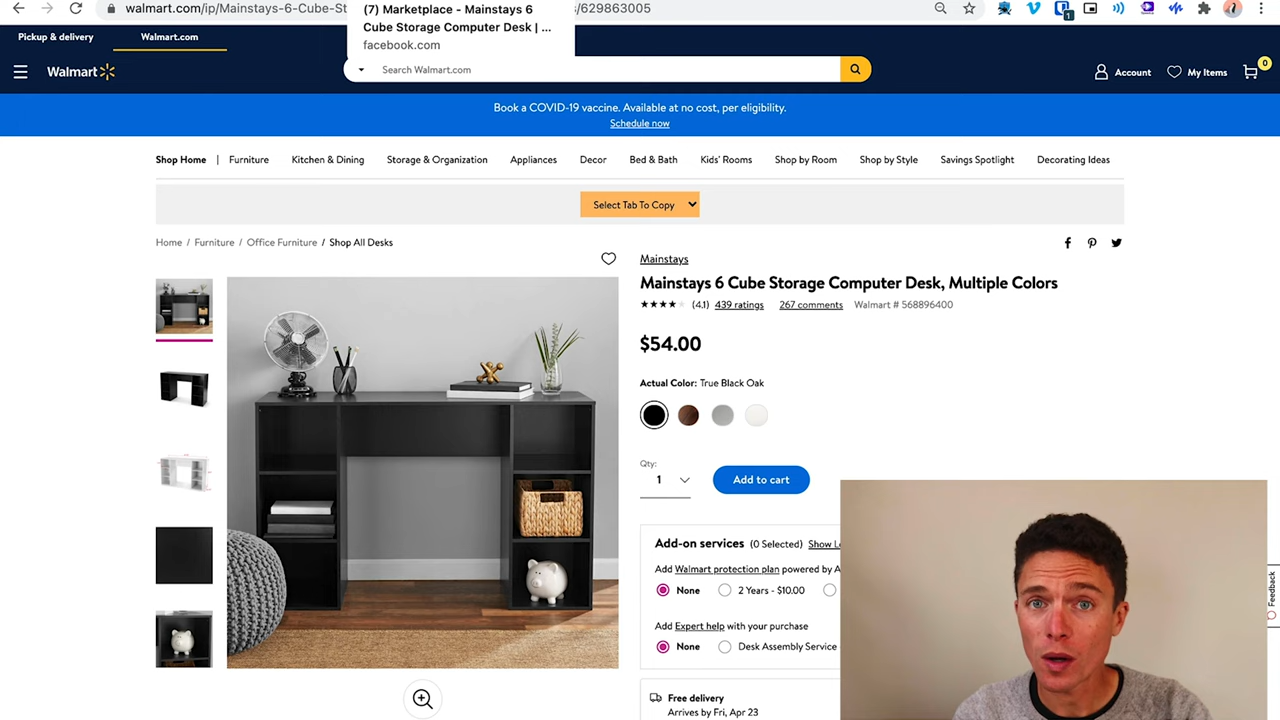 walmart.com/ip/Mainstays-6-Cube-St
/629863005
(7) Marketplace - Mainstays 6
Cube Storage Computer Desk | ...
facebook.com
1
Pickup & delivery
Walmart.com
Walmart
Search Walmart.com
Account
My Items
0
Book a COVID-19 vaccine. Available at no cost, per eligibility.
Schedule now
Shop Home | Furniture Kitchen & Dining Storage & Organization Appliances Decor Bed & Bath Kids' Rooms Shop by Room Shop by Style Savings Spotlight Decorating Ideas
Select Tab To Copy
Home / Furniture / Office Furniture / Shop All Desks
Mainstays
Mainstays 6 Cube Storage Computer Desk, Multiple Colors
(4.1) 439 ratings 267 comments Walmart # 568896400
$54.00
Actual Color: True Black Oak
Qty:
1
Add to cart
Add-on services (0 Selected) Show
Add Walmart protection plan powered by A
None 2 Years - $10.00
Add Expert help with your purchase
None Desk Assembly Service
Free delivery
Arrives by Fri, Apr 23
Feedback